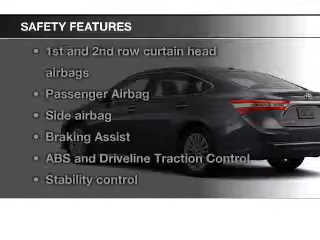 SAFETY FEATURES
• 1st and 2nd row curtain head
airbags
• Passenger Airbag
• Side airbag
• Braking Assist
• ABS and Driveline Traction Control
• Stability control